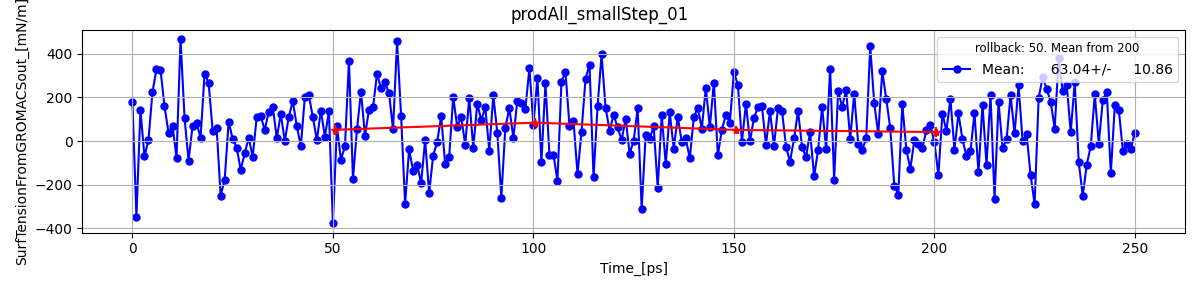 prodAll_smallStep_01
SurfTensionFromGROMACSout_[mN/m]
400
200
0
−200
−400
rollback: 50. Mean from 200
Mean: 63.04+/- 10.86
0 50 100 150 200 250
Time_[ps]